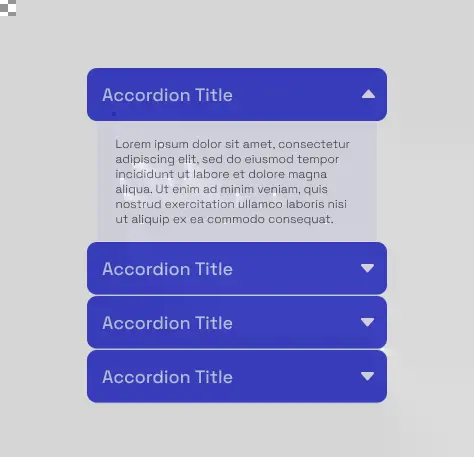 Accordion Title
Lorem ipsum dolor sit amet, consectetur
adipiscing elit, sed do eiusmod tempor
incididunt ut labore et dolore magna
aliqua. Ut enim ad minim veniam, quis
nostrud exercitation ullamco laboris nisi
ut aliquip ex ea commodo consequat.
Accordion Title
Accordion Title
Accordion Title